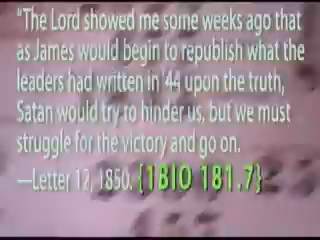 "The Lord showed me some weeks ago that
as James would begin to republish what the
leaders had written in '44 upon the truth,
Satan would try to hinder us, but we must
struggle for the victory and go on.
—Letter 12, 1850. {1BIO 181.7}